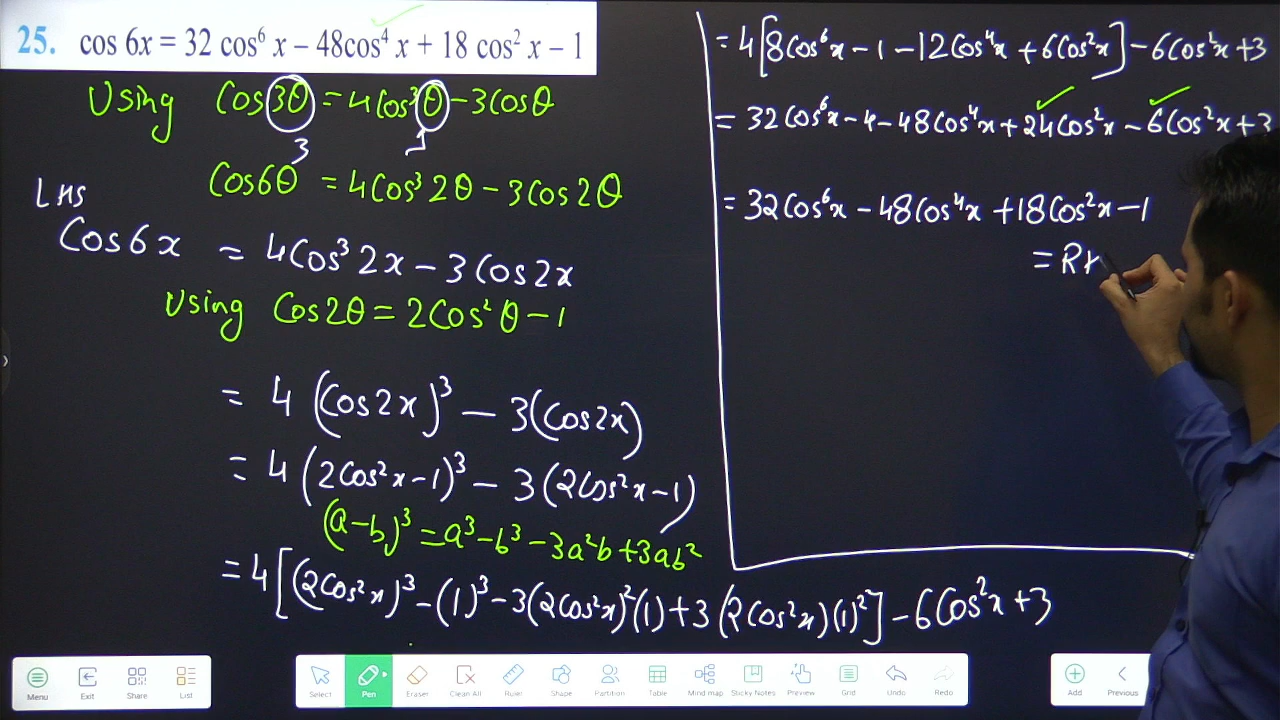 25. cos 6x = 32 cos⁶ x – 48cos⁴ x + 18 cos² x – 1
Using Cos3θ = 4Cos³θ - 3Cosθ
3 1
Cos6θ = 4Cos³2θ - 3Cos2θ
LHS
Cos6x = 4Cos³2x - 3Cos2x
Using Cos2θ = 2Cos²θ - 1
= 4(Cos2x)³ - 3(Cos2x)
= 4(2Cos²x-1)³ - 3(2Cos²x-1)
(a-b)³ = a³-b³-3a²b+3ab²
= 4[(2Cos²x)³-(1)³-3(2Cos²x)²(1)+3(2Cos²x)(1)²]-6Cos²x+3
= 4[8Cos⁶x-1-12Cos⁴x+6Cos²x]-6Cos²x+3
= 32Cos⁶x-4-48Cos⁴x+24Cos²x-6Cos²x+3
= 32Cos⁶x-48Cos⁴x+18Cos²x-1
= R
Menu Exit Share List Select Pen Eraser Clean All Ruler Shape Partition Table Mind map Sticky Notes Preview Grid Undo Redo Add Previous